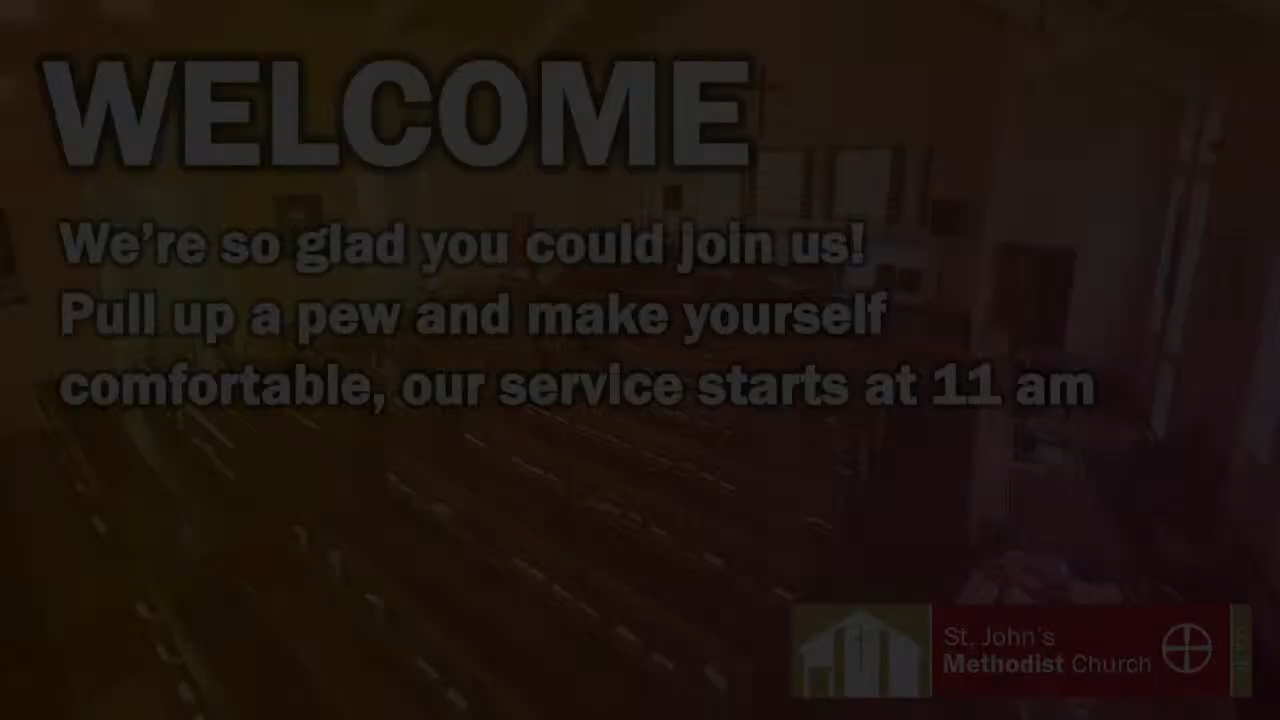 WELCOME
We're so glad you could join us!
Pull up a pew and make yourself
comfortable, our service starts at 11 am
St. John's
Methodist Church